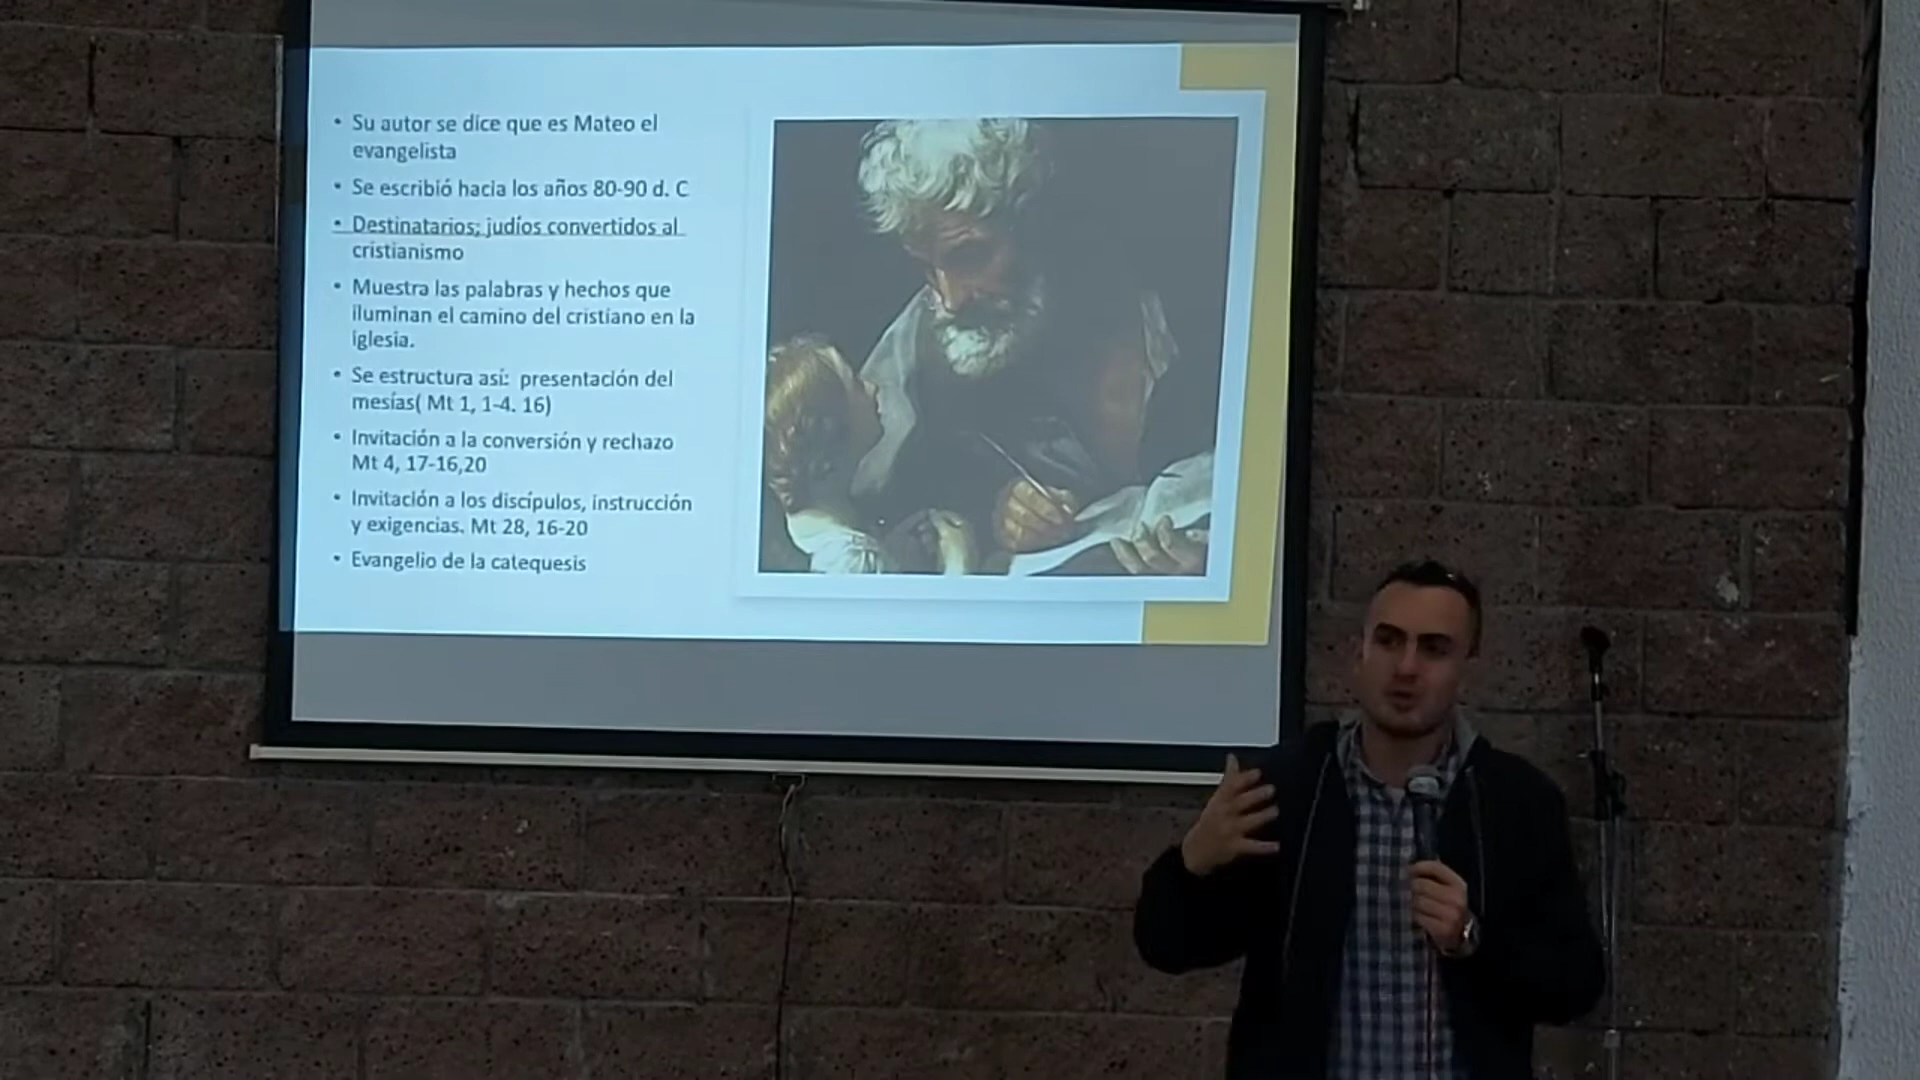 • Su autor se dice que es Mateo el
evangelista
• Se escribió hacia los años 80-90 d. C
• Destinatarios; judíos convertidos al
cristianismo
• Muestra las palabras y hechos que
iluminan el camino del cristiano en la
iglesia.
• Se estructura así:  presentación del
mesías( Mt 1, 1-4. 16)
• Invitación a la conversión y rechazo
Mt 4, 17-16,20
• Invitación a los discípulos, instrucción
y exigencias. Mt 28, 16-20
• Evangelio de la catequesis